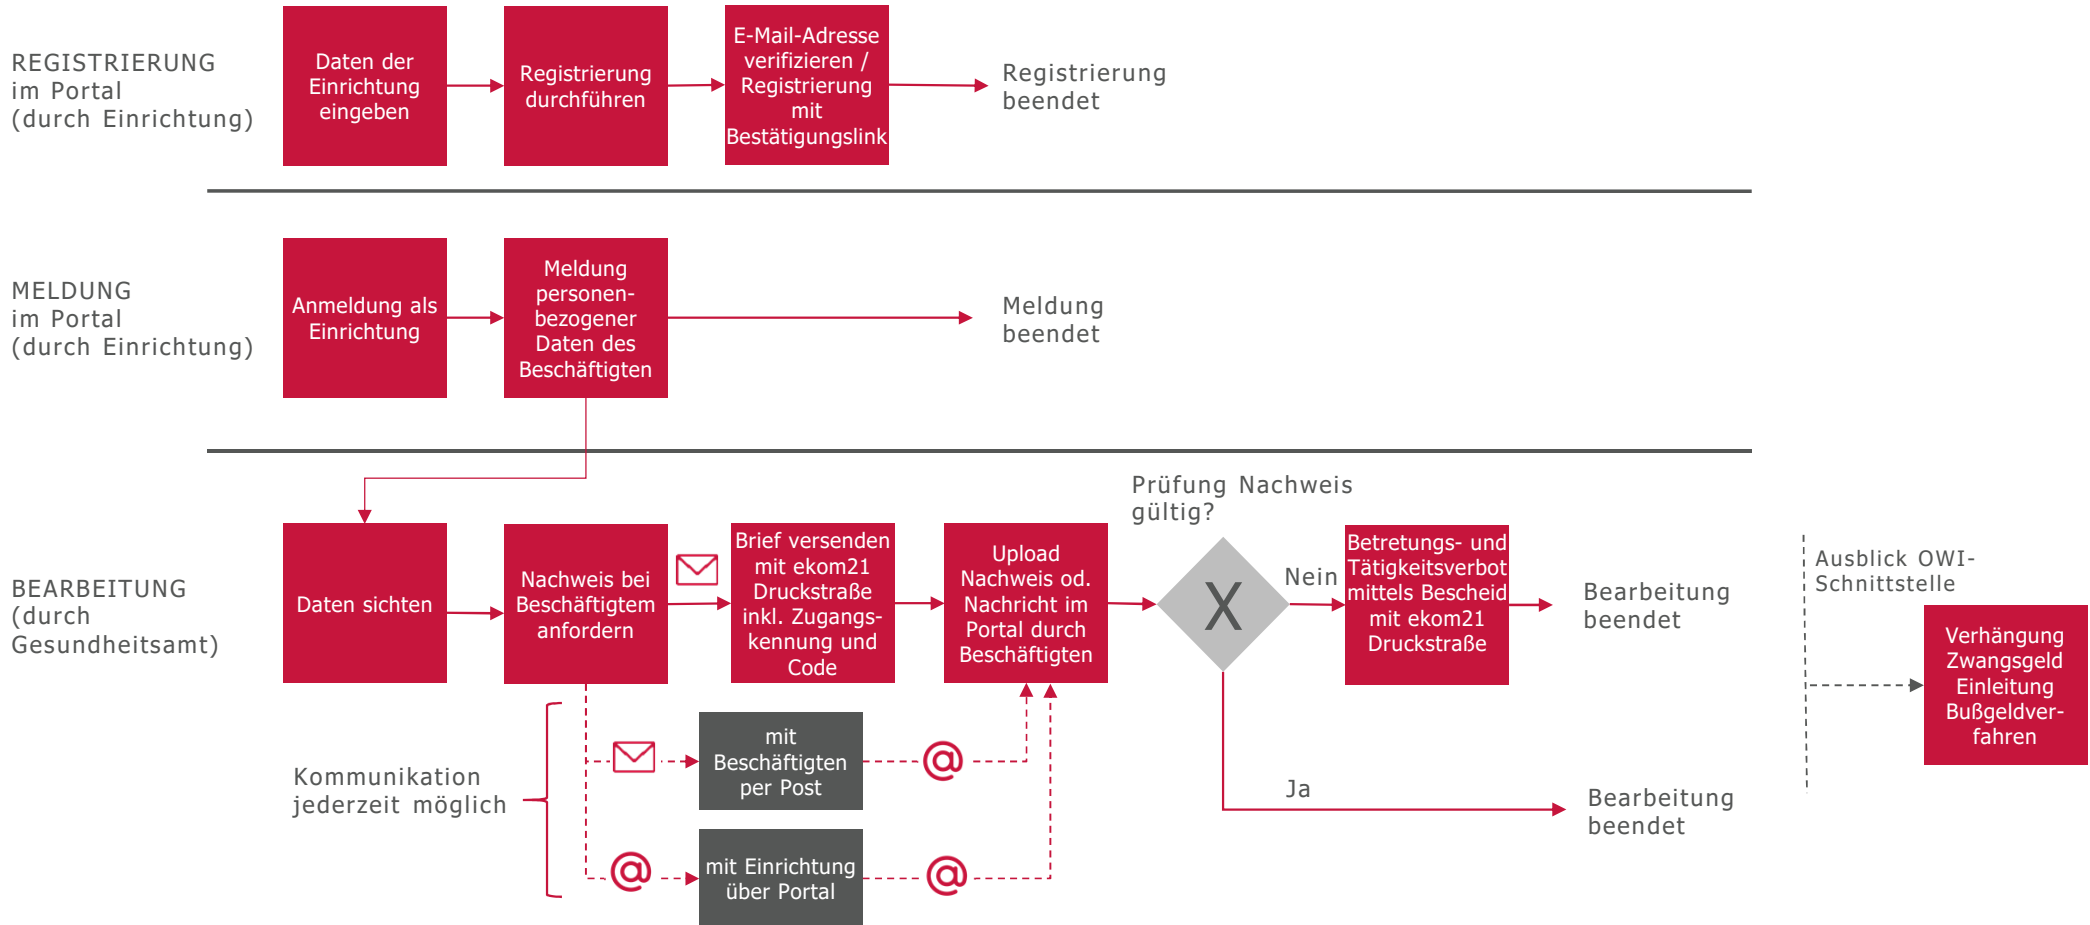 REGISTRIERUNG
im Portal
(durch Einrichtung)
Daten der
Einrichtung
eingeben
Registrierung
durchführen
E-Mail-Adresse
verifizieren /
Registrierung
mit
Bestätigungslink
Registrierung
beendet
MELDUNG
im Portal
(durch Einrichtung)
Anmeldung als
Einrichtung
Meldung
personen-
bezogener
Daten des
Beschäftigten
Meldung
beendet
BEARBEITUNG
(durch
Gesundheitsamt)
Daten sichten
Nachweis bei
Beschäftigtem
anfordern
Brief versenden
mit ekom21
Druckstraße
inkl. Zugangs-
kennung und
Code
Upload
Nachweis od.
Nachricht im
Portal durch
Beschäftigten
Prüfung Nachweis
gültig?
X
Nein
Betretungs- und
Tätigkeitsverbot
mittels Bescheid
mit ekom21
Druckstraße
Bearbeitung
beendet
Ausblick OWI-
Schnittstelle
Verhängung
Zwangsgeld
Einleitung
Bußgeldver-
fahren
Kommunikation
jederzeit möglich
mit
Beschäftigten
per Post
@
@
mit Einrichtung
über Portal
@
Ja
Bearbeitung
beendet